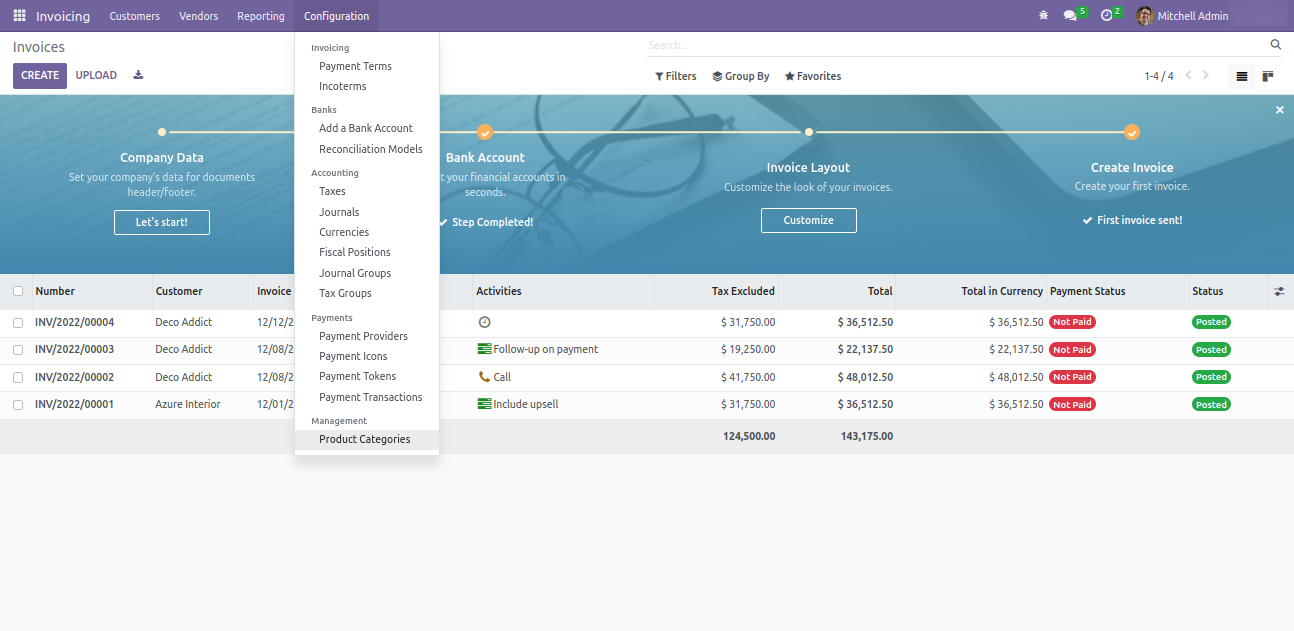 Invoicing Customers Vendors Reporting Configuration 5 2 Mitchell Admin
Invoices
Search...
CREATE UPLOAD
Filters Group By Favorites 1-4 / 4
Invoicing
Payment Terms
Incoterms
Banks
Add a Bank Account
Reconciliation Models
Accounting
Taxes
Journals
Currencies
Fiscal Positions
Journal Groups
Tax Groups
Payments
Payment Providers
Payment Icons
Payment Tokens
Payment Transactions
Management
Product Categories
Company Data
Set your company's data for documents
header/footer.
Let's start!
Bank Account
your financial accounts in
seconds.
Step Completed!
Invoice Layout
Customize the look of your invoices.
Customize
Create Invoice
Create your first invoice.
First invoice sent!
Number Customer Invoice Activities Tax Excluded Total Total in Currency Payment Status Status
INV/2022/00004 Deco Addict 12/12/2 $ 31,750.00 $ 36,512.50 $ 36,512.50 Not Paid Posted
INV/2022/00003 Deco Addict 12/08/2 Follow-up on payment $ 19,250.00 $ 22,137.50 $ 22,137.50 Not Paid Posted
INV/2022/00002 Deco Addict 12/08/2 Call $ 41,750.00 $ 48,012.50 $ 48,012.50 Not Paid Posted
INV/2022/00001 Azure Interior 12/01/2 Include upsell $ 31,750.00 $ 36,512.50 $ 36,512.50 Not Paid Posted
124,500.00 143,175.00